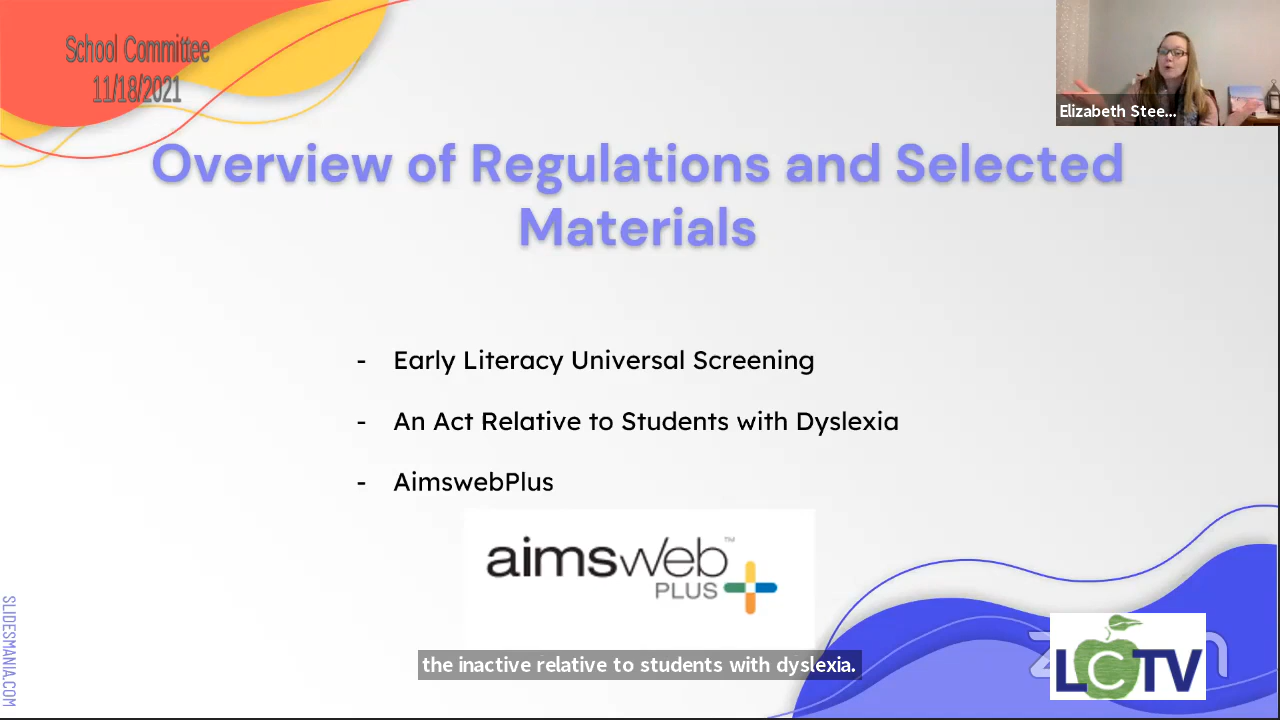 School Committee
11/18/2021
Elizabeth Stee...
Overview of Regulations and Selected
Materials
- Early Literacy Universal Screening
- An Act Relative to Students with Dyslexia
- AimswebPlus
aimsweb™
PLUS
the inactive relative to students with dyslexia.
SLIDESMANIA.COM
LCTV